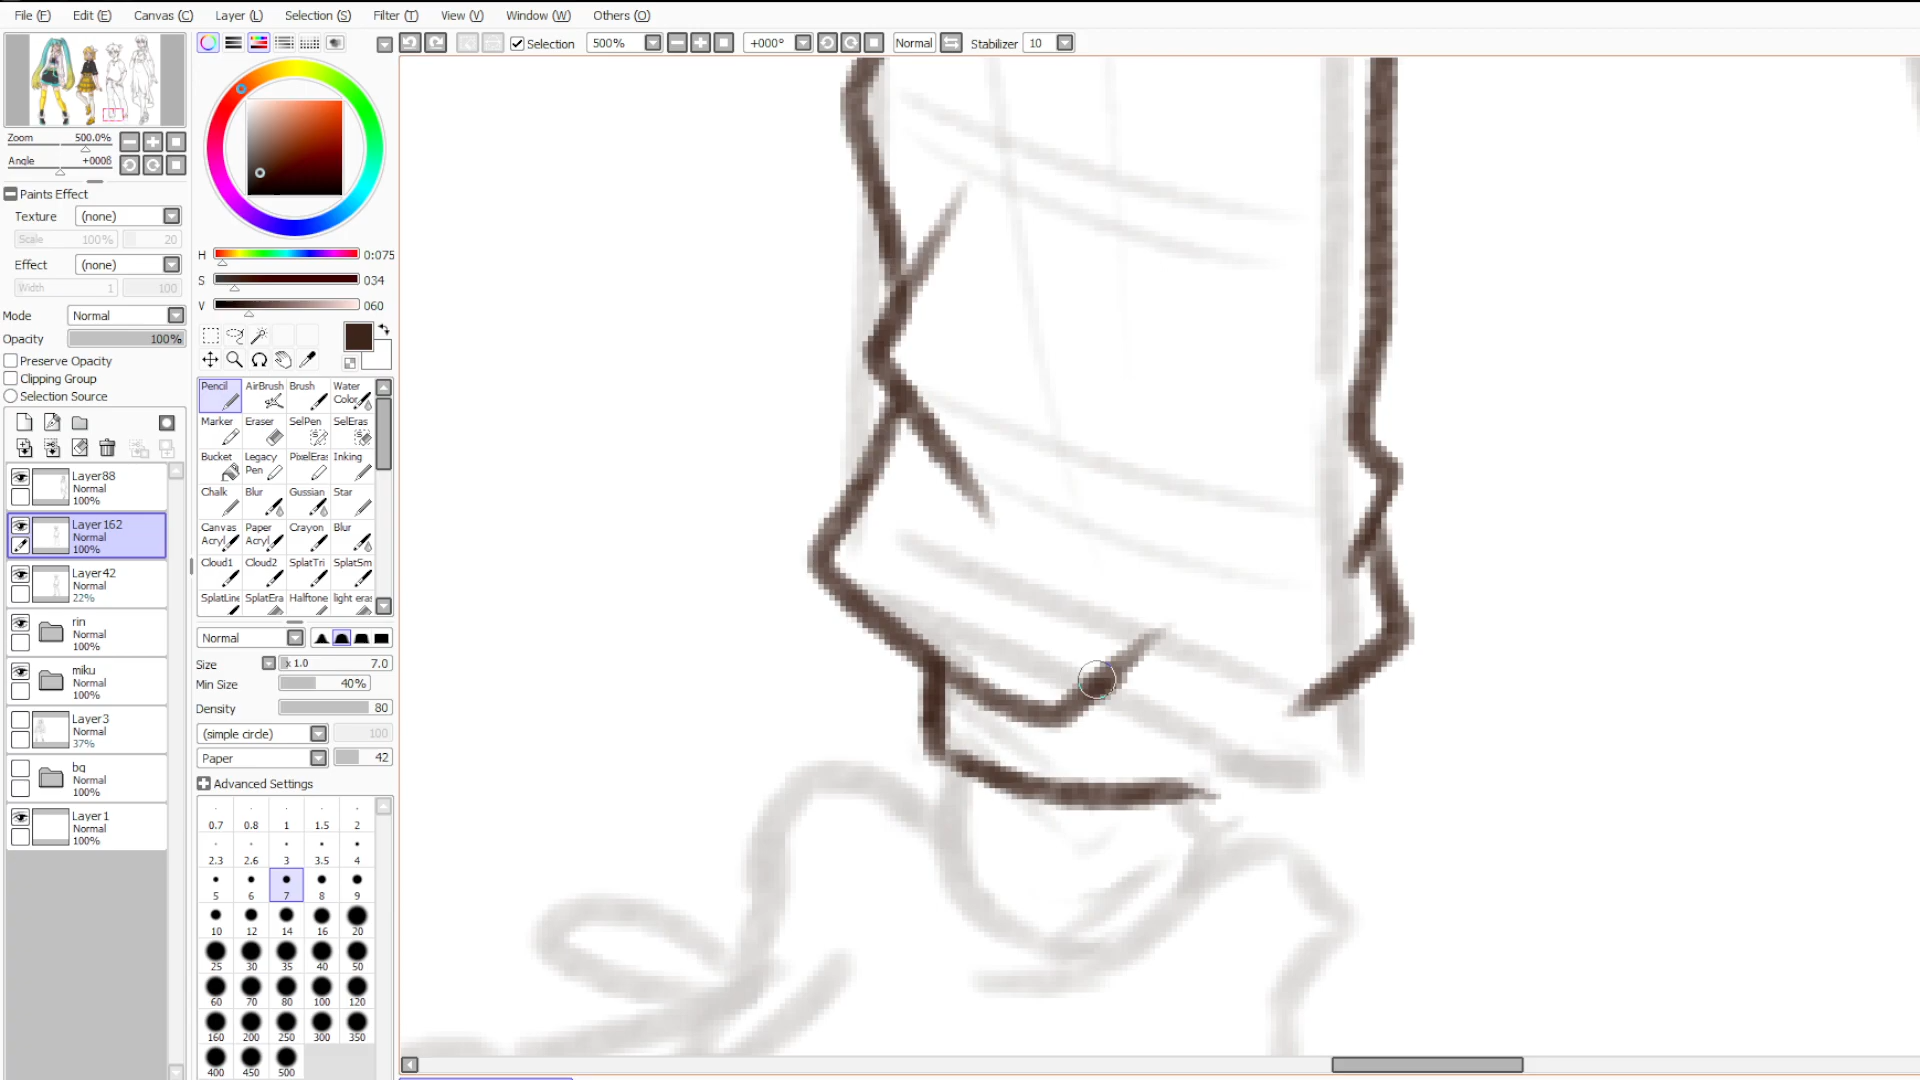 File (F) Edit (E) Canvas (C) Layer (L) Selection (S) Filter (T) View (V) Window (W) Others (O)
Selection 500% +000° Normal Stabilizer 10
Zoom 500.0%
Angle +000ß
Paints Effect
Texture (none)
Scale 100% 20
Effect (none)
Width 1 100
Mode Normal
Opacity 100%
Preserve Opacity
Clipping Group
Selection Source
Layer88
Normal
100%
Layer162
Normal
100%
Layer42
Normal
22%
rin
Normal
100%
miku
Normal
100%
Layer3
Normal
37%
bg
Normal
100%
Layer1
Normal
100%
H 0:075
S 034
V 060
Pencil AirBrush Brush Water Color
Marker Eraser SelPen SelEras
Bucket Legacy Pen PixelEras Inking
Chalk Blur Gussian Star
Canvas Acryl Paper Acryl Crayon Blur
Cloud1 Cloud2 SplatTri SplatSm
SplatLine SplatEra Halftone light eras
Normal
Size x 1.0 7.0
Min Size 40%
Density 80
(simple circle) 100
Paper 42
Advanced Settings
0.7 0.8 1 1.5 2
2.3 2.6 3 3.5 4
5 6 7 8 9
10 12 14 16 20
25 30 35 40 50
60 70 80 100 120
160 200 250 300 350
400 450 500